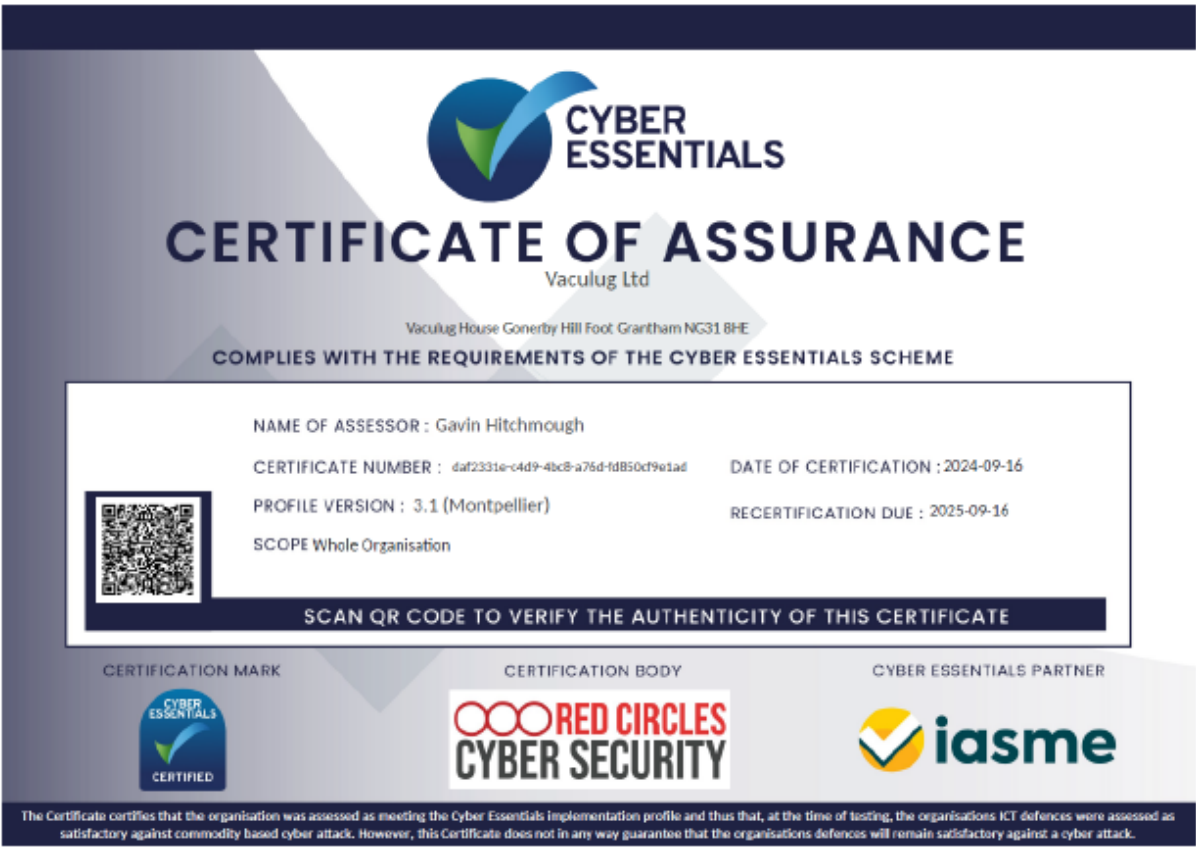 CYBER
ESSENTIALS
CERTIFICATE OF ASSURANCE
Vaculug Ltd
Vaculug House Gonerby Hill Foot Grantham NG31 8HE
COMPLIES WITH THE REQUIREMENTS OF THE CYBER ESSENTIALS SCHEME
NAME OF ASSESSOR : Gavin Hitchmough
CERTIFICATE NUMBER : daf2331e-c4d9-4bc8-a76d-fd850cf9e1ad
DATE OF CERTIFICATION : 2024-09-16
PROFILE VERSION : 3.1 (Montpellier)
RECERTIFICATION DUE : 2025-09-16
SCOPE Whole Organisation
SCAN QR CODE TO VERIFY THE AUTHENTICITY OF THIS CERTIFICATE
CERTIFICATION MARK
CYBER
ESSENTIALS
CERTIFIED
CERTIFICATION BODY
RED CIRCLES
CYBER SECURITY
CYBER ESSENTIALS PARTNER
iasme
The Certificate certifies that the organisation was assessed as meeting the Cyber Essentials implementation profile and thus that, at the time of testing, the organisations ICT defences were assessed as
satisfactory against commodity based cyber attack. However, this Certificate does not in any way guarantee that the organisations defences will remain satisfactory against a cyber attack.